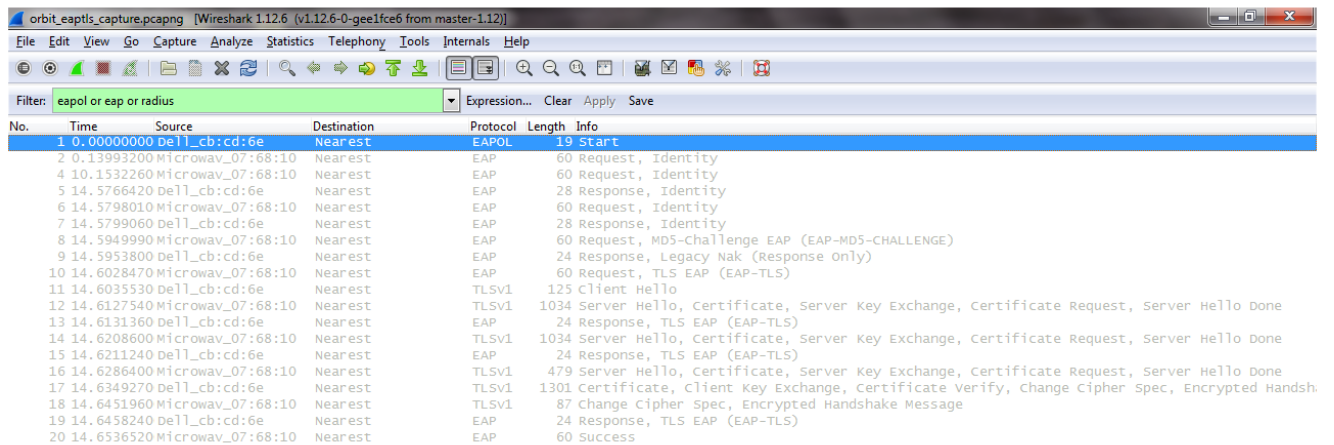 orbit_eaptls_capture.pcapng [Wireshark 1.12.6 (v1.12.6-0-gee1fce6 from master-1.12)]
File Edit View Go Capture Analyze Statistics Telephony Tools Internals Help
Filter: eapol or eap or radius Expression... Clear Apply Save
No. Time Source Destination Protocol Length Info
1 0.00000000 Dell_cb:cd:6e Nearest EAPOL 19 Start
2 0.13993200 Microwav_07:68:10 Nearest EAP 60 Request, Identity
4 10.1532260 Microwav_07:68:10 Nearest EAP 60 Request, Identity
5 14.5766420 Dell_cb:cd:6e Nearest EAP 28 Response, Identity
6 14.5798010 Microwav_07:68:10 Nearest EAP 60 Request, Identity
7 14.5799060 Dell_cb:cd:6e Nearest EAP 28 Response, Identity
8 14.5949990 Microwav_07:68:10 Nearest EAP 60 Request, MD5-Challenge EAP (EAP-MD5-CHALLENGE)
9 14.5953800 Dell_cb:cd:6e Nearest EAP 24 Response, Legacy Nak (Response Only)
10 14.6028470 Microwav_07:68:10 Nearest EAP 60 Request, TLS EAP (EAP-TLS)
11 14.6035530 Dell_cb:cd:6e Nearest TLSv1 125 Client Hello
12 14.6127540 Microwav_07:68:10 Nearest TLSv1 1034 Server Hello, Certificate, Server Key Exchange, Certificate Request, Server Hello Done
13 14.6131360 Dell_cb:cd:6e Nearest EAP 24 Response, TLS EAP (EAP-TLS)
14 14.6208600 Microwav_07:68:10 Nearest TLSv1 1034 Server Hello, Certificate, Server Key Exchange, Certificate Request, Server Hello Done
15 14.6211240 Dell_cb:cd:6e Nearest EAP 24 Response, TLS EAP (EAP-TLS)
16 14.6286400 Microwav_07:68:10 Nearest TLSv1 479 Server Hello, Certificate, Server Key Exchange, Certificate Request, Server Hello Done
17 14.6349270 Dell_cb:cd:6e Nearest TLSv1 1301 Certificate, Client Key Exchange, Certificate Verify, Change Cipher Spec, Encrypted Handsh
18 14.6451960 Microwav_07:68:10 Nearest TLSv1 87 Change Cipher Spec, Encrypted Handshake Message
19 14.6458240 Dell_cb:cd:6e Nearest EAP 24 Response, TLS EAP (EAP-TLS)
20 14.6536520 Microwav_07:68:10 Nearest EAP 60 Success